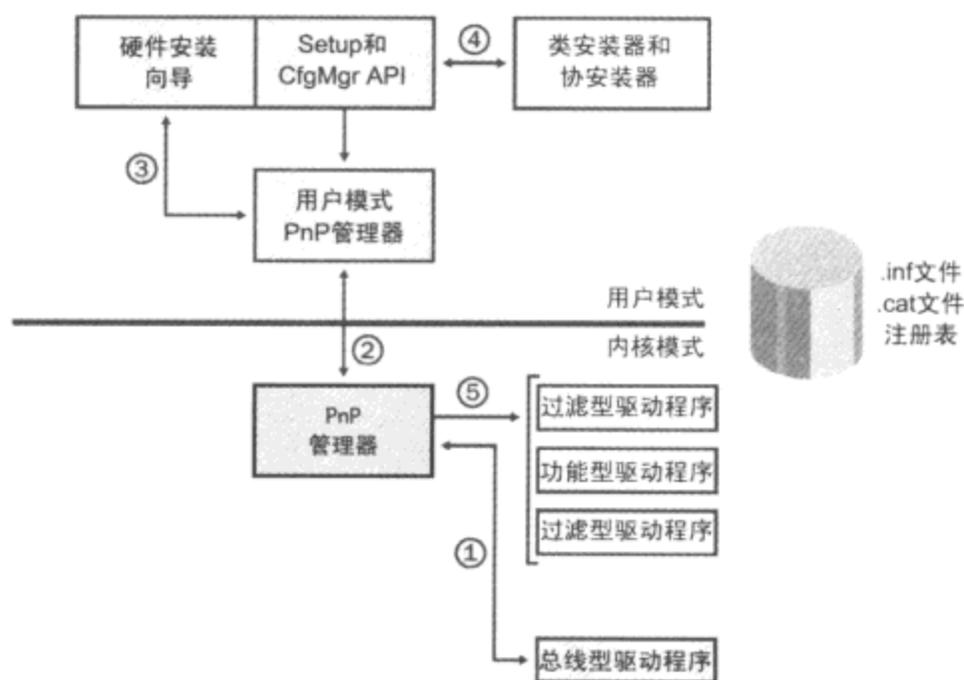 硬件安装
向导
Setup和
CfgMgr API
④
类安装器和
协安装器
③
用户模式
PnP管理器
.inf文件
.cat文件
注册表
用户模式
内核模式
②
PnP
管理器
⑤
过滤型驱动程序
功能型驱动程序
过滤型驱动程序
①
总线型驱动程序